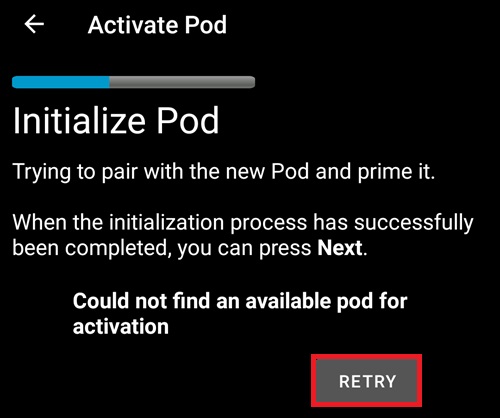 Activate Pod
Initialize Pod
Trying to pair with the new Pod and prime it.
When the initialization process has successfully
been completed, you can press Next.
Could not find an available pod for
activation
RETRY